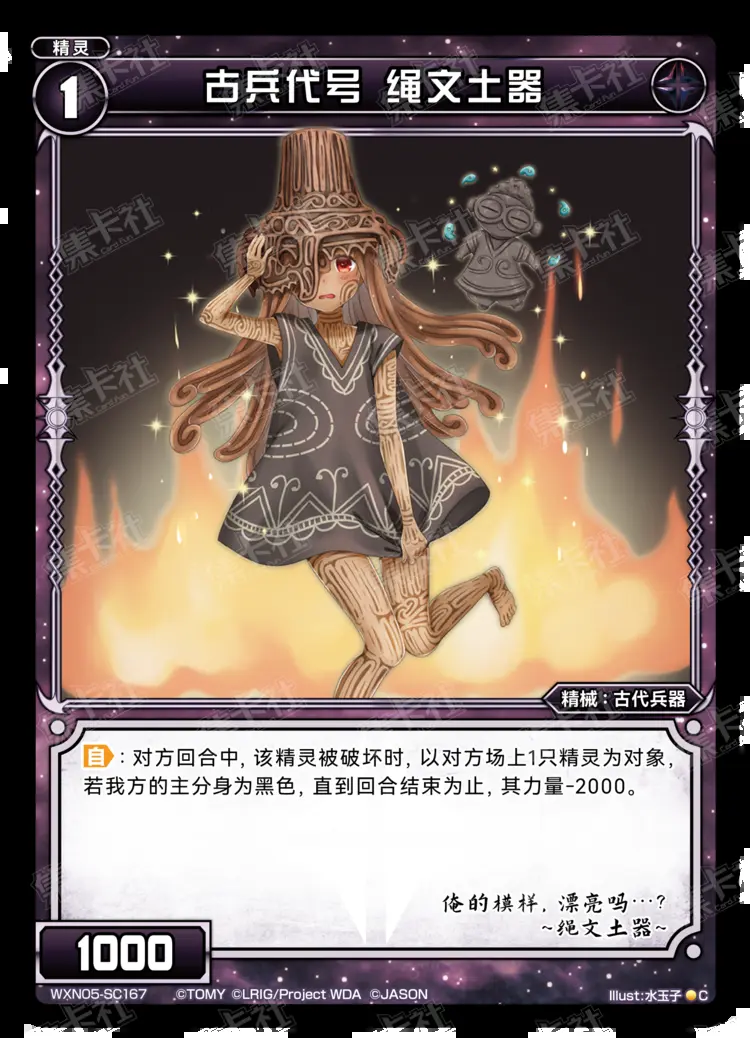 精灵
1
古兵代号 绳文土器
精械：古代兵器
自：对方回合中，该精灵被破坏时，以对方场上1只精灵为对象，
若我方的主分身为黑色，直到回合结束为止，其力量-2000。
俺的模样，漂亮吗…？
~绳文土器~
1000
WXN05-SC167 ©TOMY ©LRIG/Project WDA ©JASON
Illust:水玉子 C
集卡社